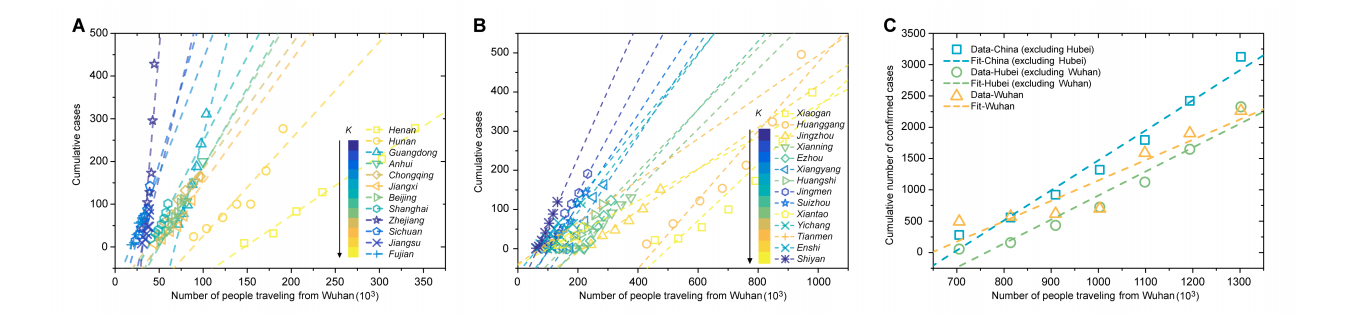 A
B
C
500
400
300
200
100
0
0
50
100
150
200
250
300
350
Cumulative cases
Number of people traveling from Wuhan (10³)
K
Henan
Hunan
Guangdong
Anhui
Chongqing
Jiangxi
Beijing
Shanghai
Zhejiang
Sichuan
Jiangsu
Fujian
500
400
300
200
100
0
0
200
400
600
800
1000
Cumulative cases
Number of people traveling from Wuhan (10³)
K
Xiaogan
Huanggang
Jingzhou
Xianning
Ezhou
Xiangyang
Huangshi
Jingmen
Suizhou
Xiantao
Yichang
Tianmen
Enshi
Shiyan
3500
3000
2500
2000
1500
1000
500
0
700
800
900
1000
1100
1200
1300
Cumulative number of confirmed cases
Number of people traveling from Wuhan (10³)
Data-China (excluding Hubei)
Fit-China (excluding Hubei)
Data-Hubei (excluding Wuhan)
Fit-Hubei (excluding Wuhan)
Data-Wuhan
Fit-Wuhan